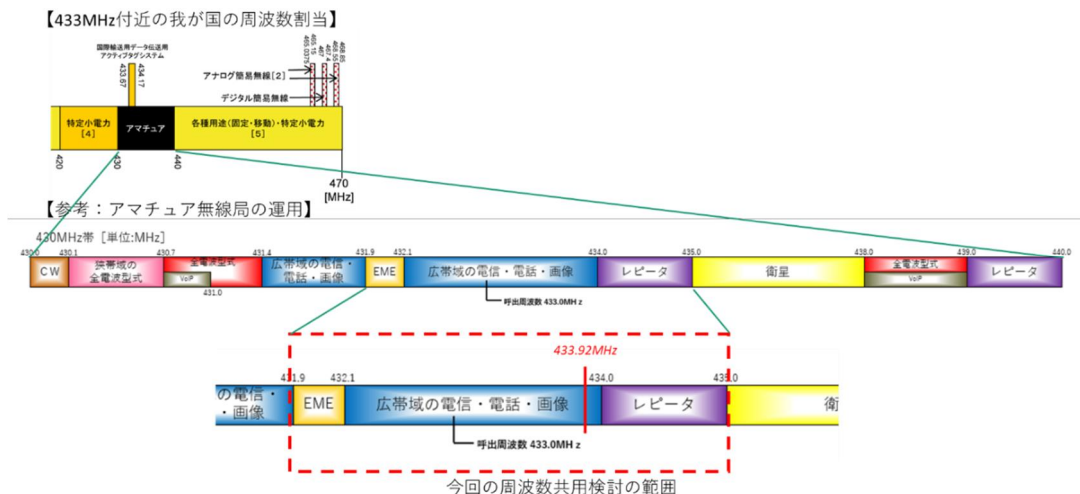 【433MHz付近の我が国の周波数割当】
国際輸送用データ伝送用
アクティブタグシステム
433.67
434.17
465.0375
465.15
467
467.4
468.55
468.85
アナログ簡易無線[2]
デジタル簡易無線
特定小電力
[4]
アマチュア
各種用途(固定・移動)・特定小電力
[5]
420
430
440
470
[MHz]
【参考：アマチュア無線局の運用】
430MHz帯 [単位:MHz]
430.0
430.1
430.7
431.4
431.9
432.1
434.0
435.0
438.0
439.0
440.0
CW
狭帯域の
全電波型式
全電波型式
VoIP
431.0
広帯域の電信・
電話・画像
EME
広帯域の電信・電話・画像
呼出周波数 433.0MHz
レピータ
衛星
全電波型式
VoIP
レピータ
433.92MHz
431.9
432.1
434.0
435.0
の電信・
・画像
EME
広帯域の電信・電話・画像
レピータ
衛
呼出周波数 433.0MHz
今回の周波数共用検討の範囲